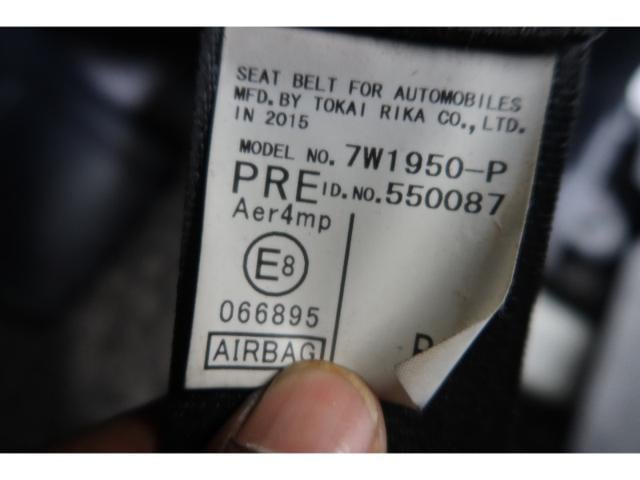 SEAT BELT FOR AUTOMOBILES
MFD. BY TOKAI RIKA CO., LTD.
IN 2015
MODEL NO. 7W1950-P
PRE ID. NO. 550087
Aer4mp
E8
066895
AIRBAG